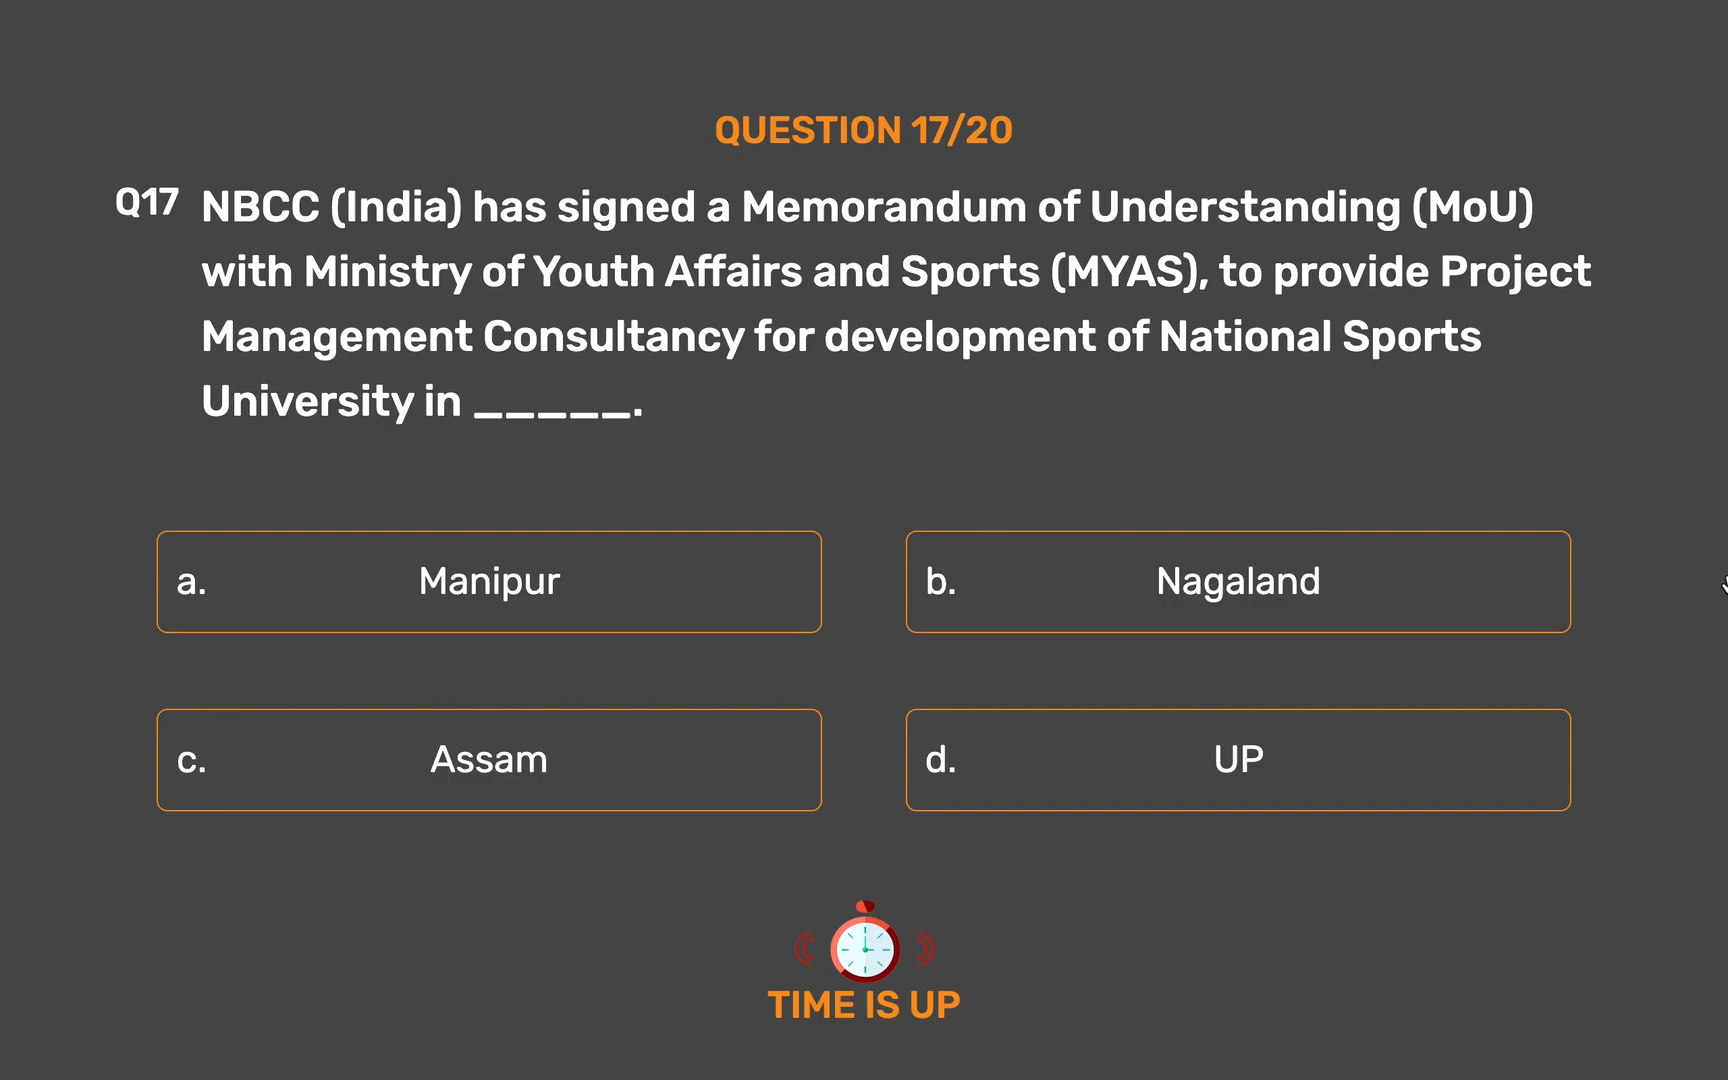 QUESTION 17/20
Q17 NBCC (India) has signed a Memorandum of Understanding (MoU)
with Ministry of Youth Affairs and Sports (MYAS), to provide Project
Management Consultancy for development of National Sports
University in _____.
a. Manipur
b. Nagaland
c. Assam
d. UP
TIME IS UP